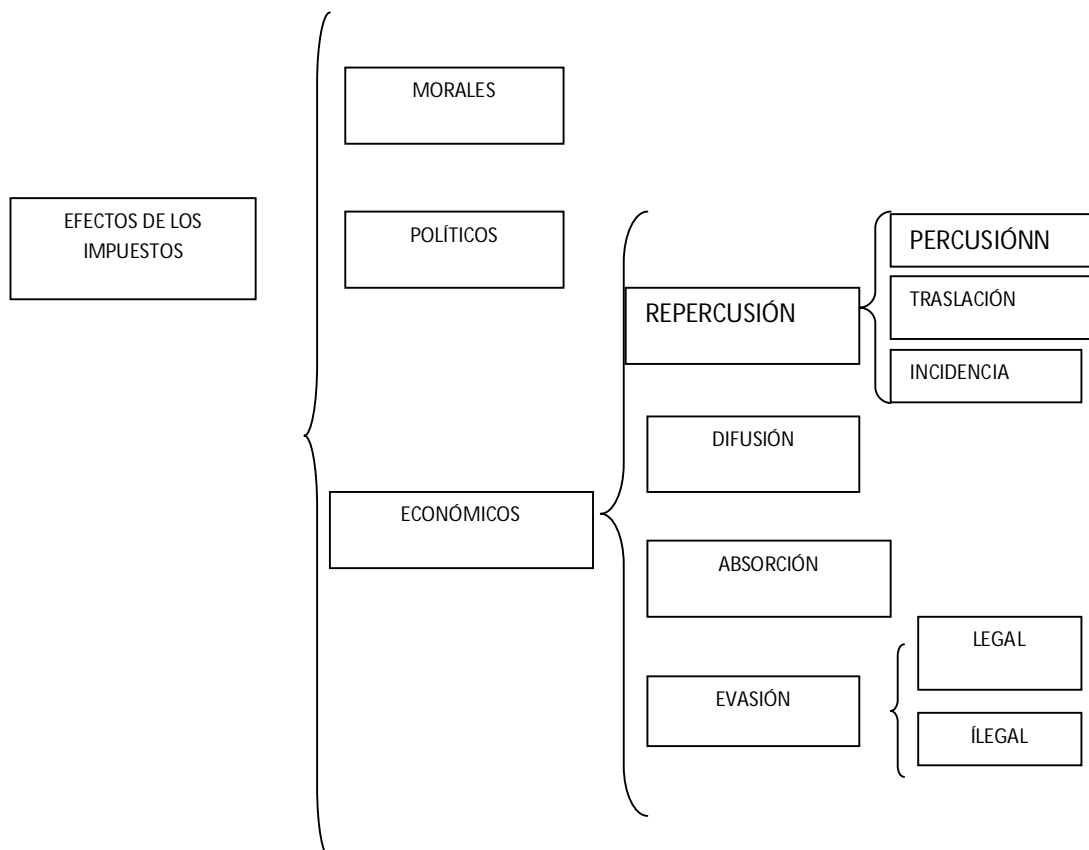 EFECTOS DE LOS
IMPUESTOS
MORALES
POLÍTICOS
ECONÓMICOS
REPERCUSIÓN
PERCUSIÓNN
TRASLACIÓN
INCIDENCIA
DIFUSIÓN
ABSORCIÓN
EVASIÓN
LEGAL
ÍLEGAL